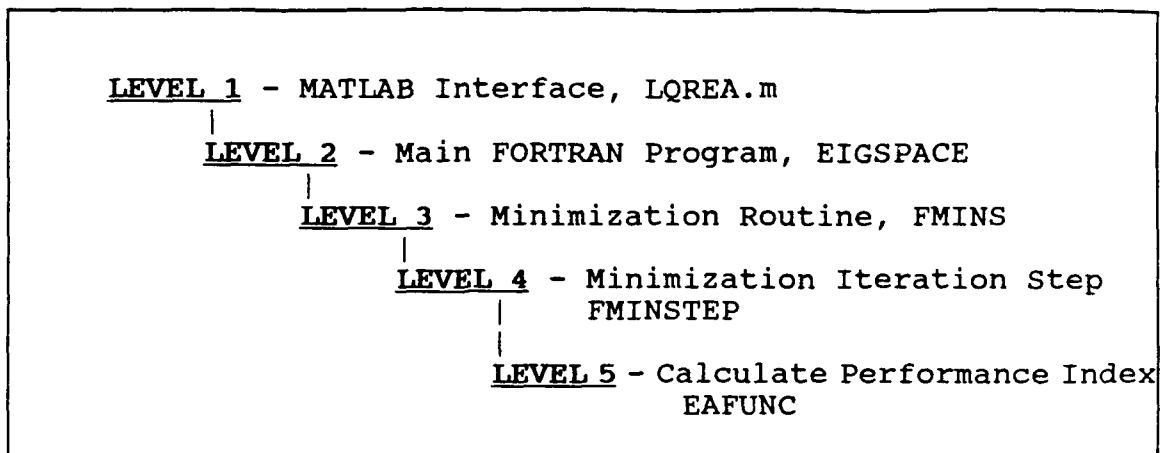 LEVEL 1 - MATLAB Interface, LQREA.m
LEVEL 2 - Main FORTRAN Program, EIGSPACE
LEVEL 3 - Minimization Routine, FMINS
LEVEL 4 - Minimization Iteration Step
FMINSTEP
LEVEL 5 - Calculate Performance Index
EAFUNC